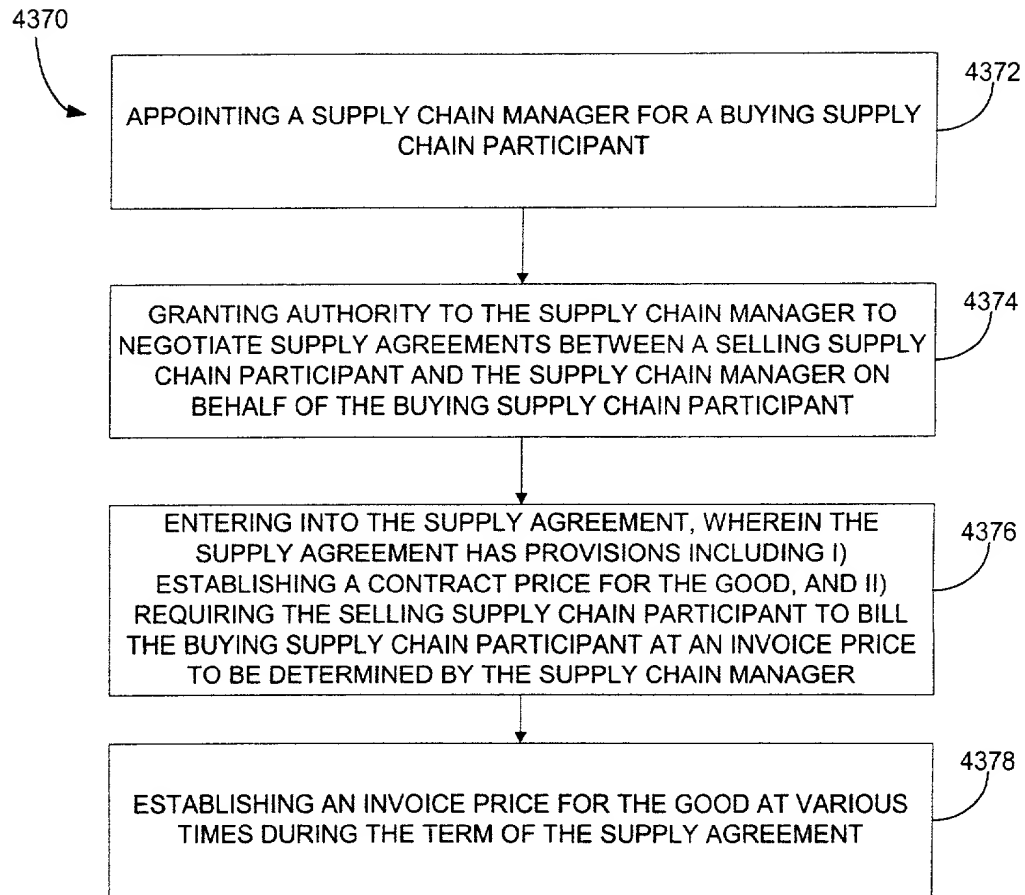 4370
4372
APPOINTING A SUPPLY CHAIN MANAGER FOR A BUYING SUPPLY
CHAIN PARTICIPANT
4374
GRANTING AUTHORITY TO THE SUPPLY CHAIN MANAGER TO
NEGOTIATE SUPPLY AGREEMENTS BETWEEN A SELLING SUPPLY
CHAIN PARTICIPANT AND THE SUPPLY CHAIN MANAGER ON
BEHALF OF THE BUYING SUPPLY CHAIN PARTICIPANT
4376
ENTERING INTO THE SUPPLY AGREEMENT, WHEREIN THE
SUPPLY AGREEMENT HAS PROVISIONS INCLUDING I)
ESTABLISHING A CONTRACT PRICE FOR THE GOOD, AND II)
REQUIRING THE SELLING SUPPLY CHAIN PARTICIPANT TO BILL
THE BUYING SUPPLY CHAIN PARTICIPANT AT AN INVOICE PRICE
TO BE DETERMINED BY THE SUPPLY CHAIN MANAGER
4378
ESTABLISHING AN INVOICE PRICE FOR THE GOOD AT VARIOUS
TIMES DURING THE TERM OF THE SUPPLY AGREEMENT